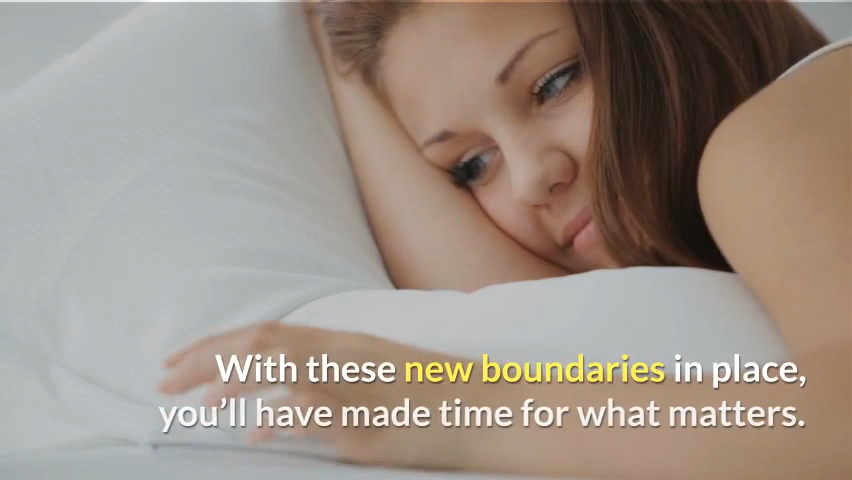 With these new boundaries in place,
you’ll have made time for what matters.